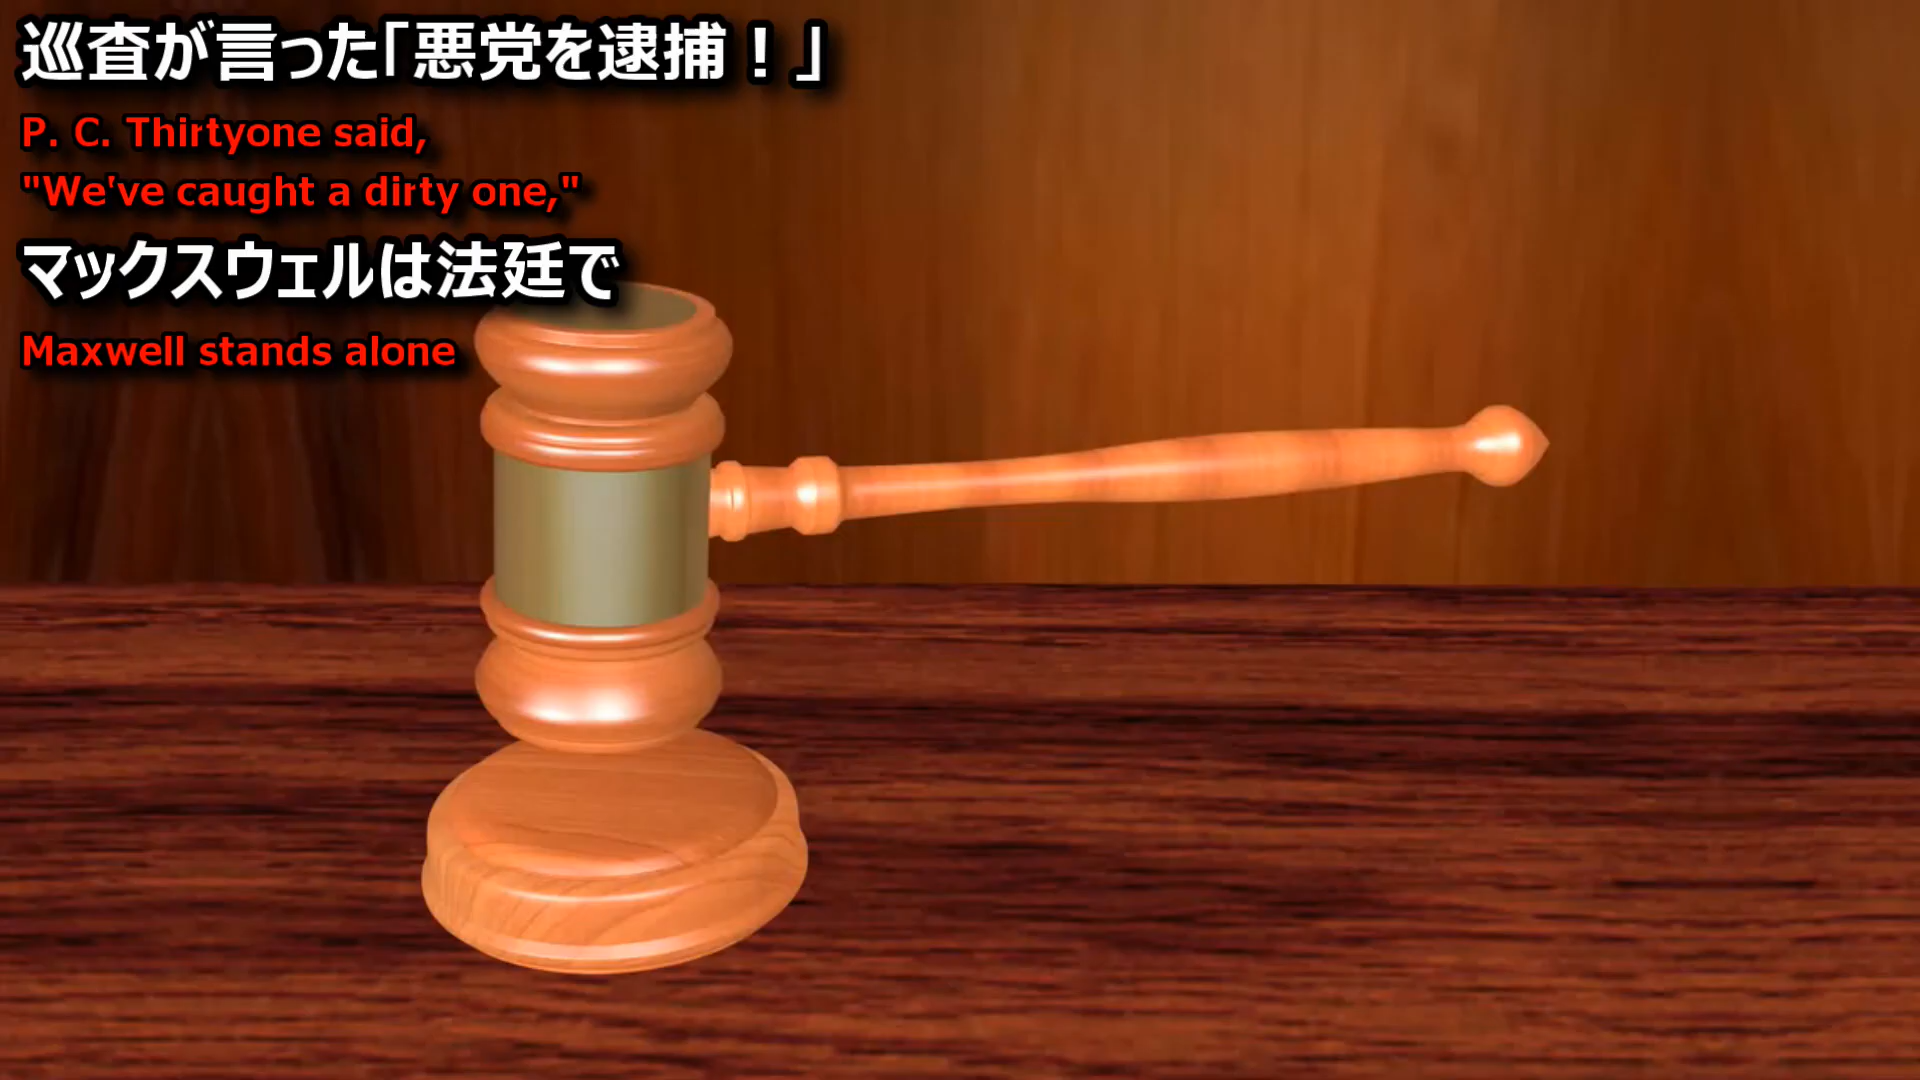 巡査が言った「悪党を逮捕！」
P. C. Thirtyone said,
"We've caught a dirty one,"
マックスウェルは法廷で
Maxwell stands alone